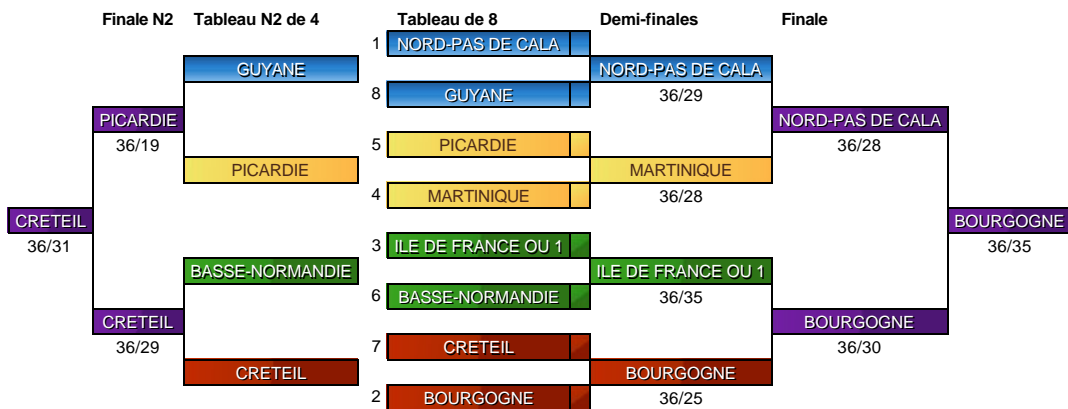 Finale N2 Tableau N2 de 4 Tableau de 8 Demi-finales Finale
1 NORD-PAS DE CALA
GUYANE NORD-PAS DE CALA
8 GUYANE 36/29
PICARDIE NORD-PAS DE CALA
36/19 5 PICARDIE 36/28
PICARDIE MARTINIQUE
4 MARTINIQUE 36/28
CRETEIL BOURGOGNE
36/31 3 ILE DE FRANCE OU 1 36/35
BASSE-NORMANDIE ILE DE FRANCE OU 1
6 BASSE-NORMANDIE 36/35
CRETEIL BOURGOGNE
36/29 7 CRETEIL 36/30
CRETEIL BOURGOGNE
2 BOURGOGNE 36/25